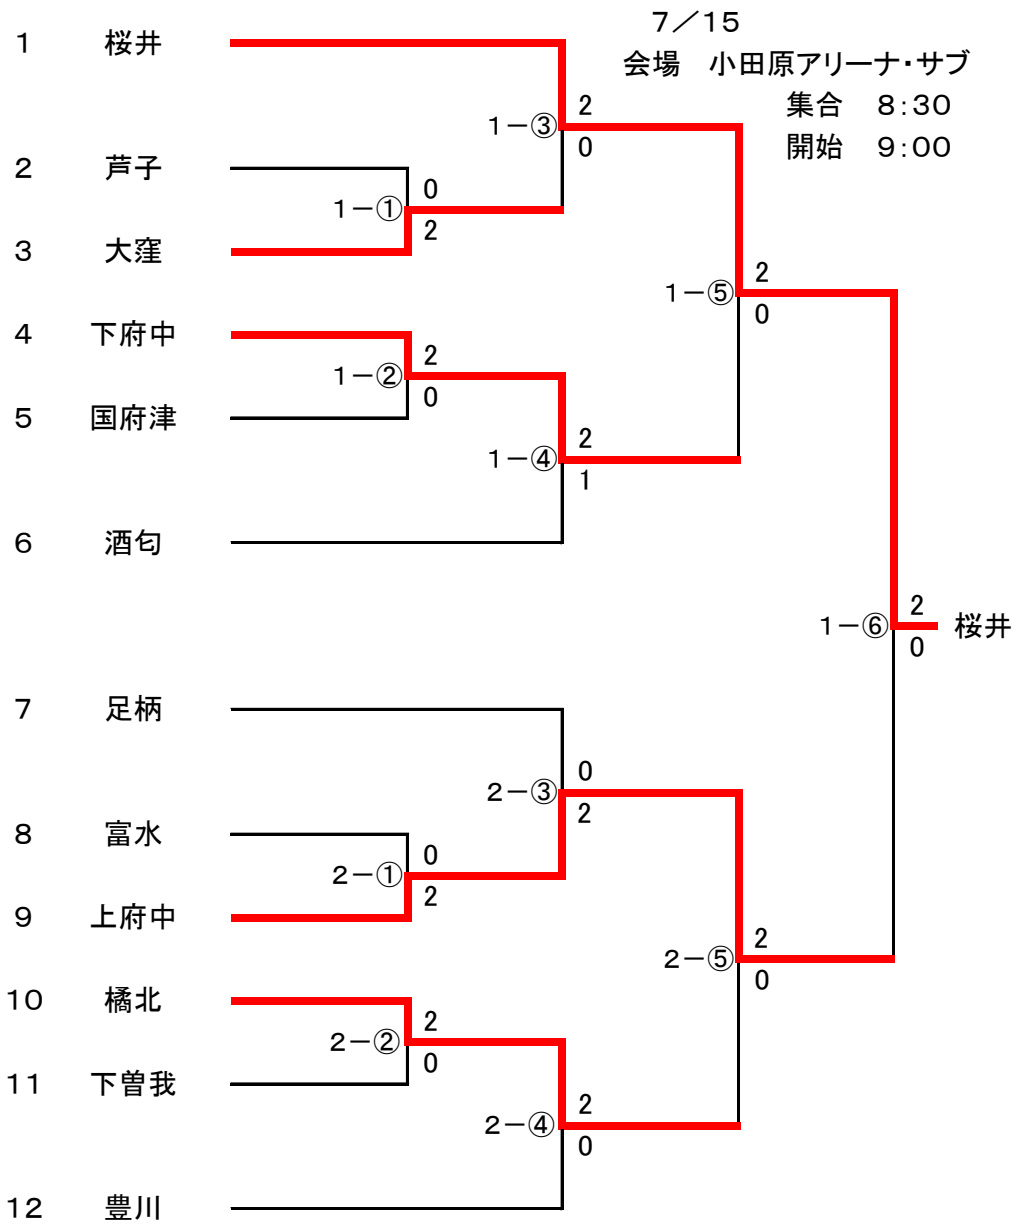 7／15
会場　小田原アリーナ・サブ
集合　8：30
開始　9：00
1　桜井
2　芦子
3　大窪
4　下府中
5　国府津
6　酒匂
7　足柄
8　富水
9　上府中
10　橘北
11　下曽我
12　豊川
1－①
0
2
1－②
2
0
1－③
2
0
1－④
2
1
1－⑤
2
0
2－①
0
2
2－②
2
0
2－③
0
2
2－④
2
0
2－⑤
2
0
1－⑥
2
0
桜井